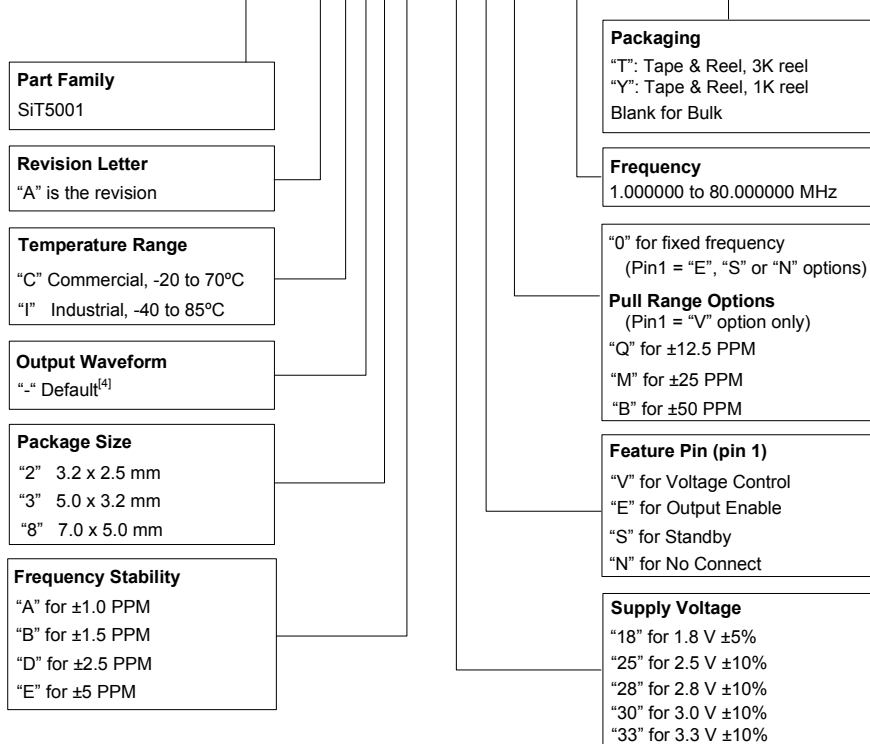 Part Family
SiT5001
Revision Letter
“A” is the revision
Temperature Range
“C” Commercial, -20 to 70ºC
“I” Industrial, -40 to 85ºC
Output Waveform
“-“ Default[4]
Package Size
“2” 3.2 x 2.5 mm
“3” 5.0 x 3.2 mm
“8” 7.0 x 5.0 mm
Frequency Stability
“A” for ±1.0 PPM
“B” for ±1.5 PPM
“D” for ±2.5 PPM
“E” for ±5 PPM
Packaging
“T”: Tape & Reel, 3K reel
“Y”: Tape & Reel, 1K reel
Blank for Bulk
Frequency
1.000000 to 80.000000 MHz
“0” for fixed frequency
(Pin1 = “E”, “S” or “N” options)
Pull Range Options
(Pin1 = “V” option only)
“Q” for ±12.5 PPM
“M” for ±25 PPM
“B” for ±50 PPM
Feature Pin (pin 1)
“V” for Voltage Control
“E” for Output Enable
“S” for Standby
“N” for No Connect
Supply Voltage
“18” for 1.8 V ±5%
“25” for 2.5 V ±10%
“28” for 2.8 V ±10%
“30” for 3.0 V ±10%
“33” for 3.3 V ±10%